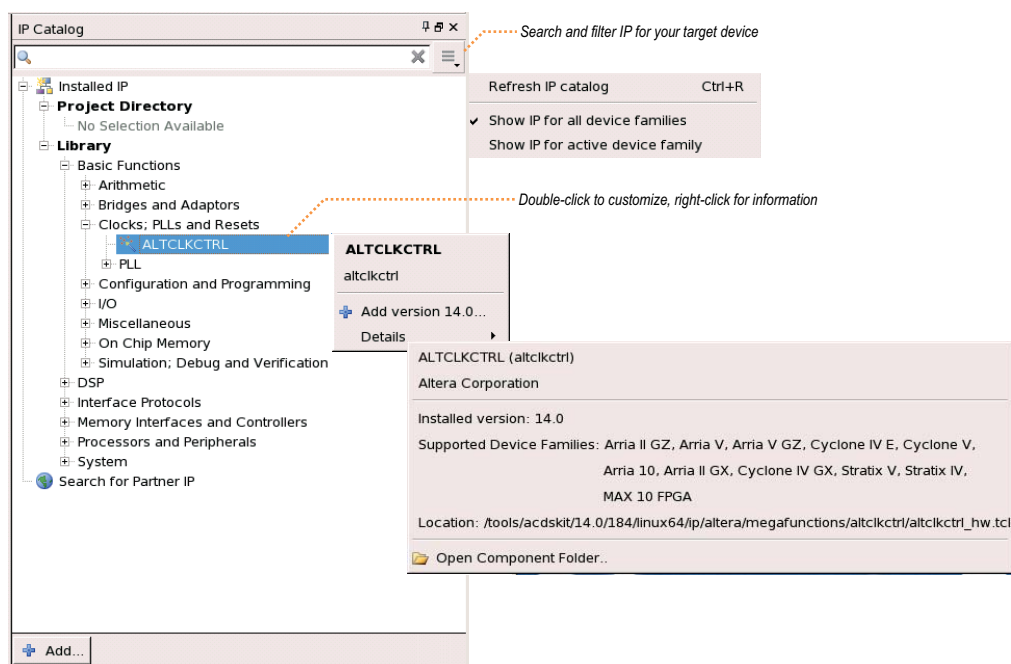 IP Catalog
Search and filter IP for your target device
Installed IP
Project Directory
No Selection Available
Library
Basic Functions
Arithmetic
Bridges and Adaptors
Clocks; PLLs and Resets
ALTCLKCTRL
PLL
Configuration and Programming
I/O
Miscellaneous
On Chip Memory
Simulation; Debug and Verification
DSP
Interface Protocols
Memory Interfaces and Controllers
Processors and Peripherals
System
Search for Partner IP
Add...
Refresh IP catalog Ctrl+R
Show IP for all device families
Show IP for active device family
Double-click to customize, right-click for information
ALTCLKCTRL
altclkctrl
Add version 14.0...
Details
ALTCLKCTRL (altclkctrl)
Altera Corporation
Installed version: 14.0
Supported Device Families: Arria II GZ, Arria V, Arria V GZ, Cyclone IV E, Cyclone V,
Arria 10, Arria II GX, Cyclone IV GX, Stratix V, Stratix IV,
MAX 10 FPGA
Location: /tools/acdskit/14.0/184/linux64/ip/altera/megafunctions/altclkctrl/altclkctrl_hw.tcl
Open Component Folder..